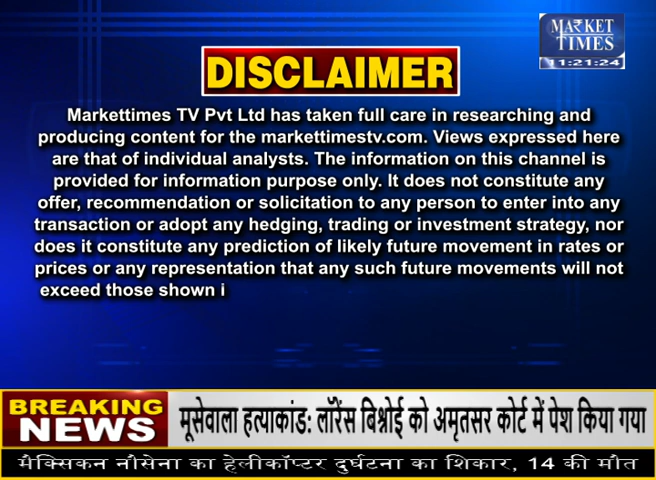 MARKET
TIMES
11:21:24
DISCLAIMER
Markettimes TV Pvt Ltd has taken full care in researching and
producing content for the markettimestv.com. Views expressed here
are that of individual analysts. The information on this channel is
provided for information purpose only. It does not constitute any
offer, recommendation or solicitation to any person to enter into any
transaction or adopt any hedging, trading or investment strategy, nor
does it constitute any prediction of likely future movement in rates or
prices or any representation that any such future movements will not
exceed those shown i
BREAKING
NEWS
मूसेवाला हत्याकांड: लॉरेंस बिश्नोई को अमृतसर कोर्ट में पेश किया गया
मैक्सिकन नौसेना का हेलीकॉप्टर दुर्घटना का शिकार, 14 की मौत